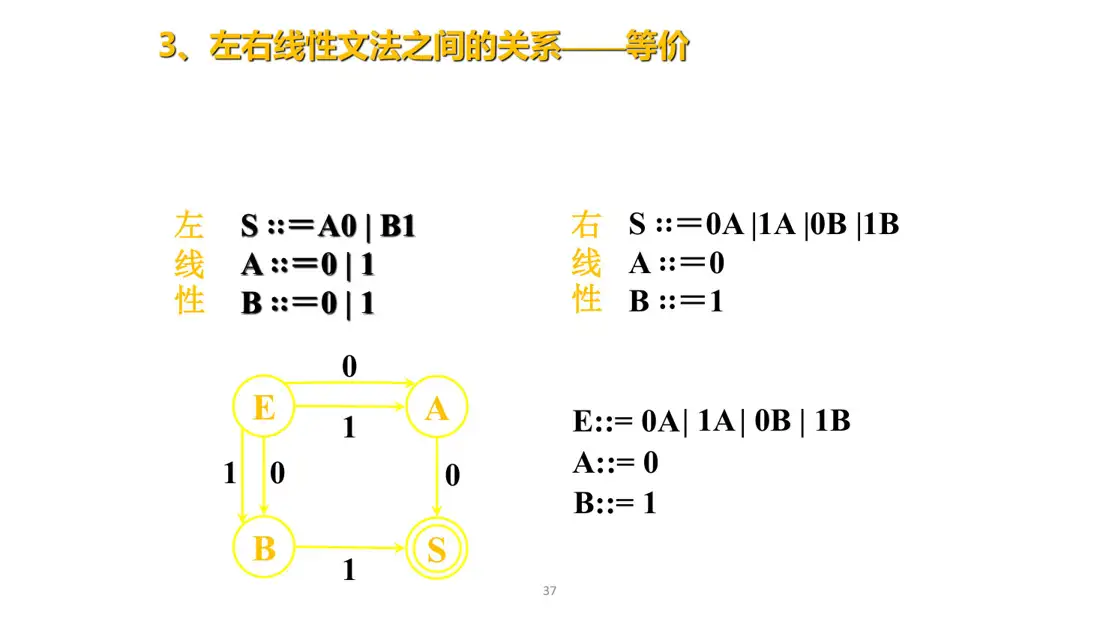 3、左右线性文法之间的关系——等价
左线性
S ::=A0 | B1
A ::=0 | 1
B ::=0 | 1
右线性
S ::=0A |1A |0B |1B
A ::=0
B ::=1
0
E
A
1
1
0
0
B
S
1
E::= 0A| 1A| 0B | 1B
A::= 0
B::= 1
37